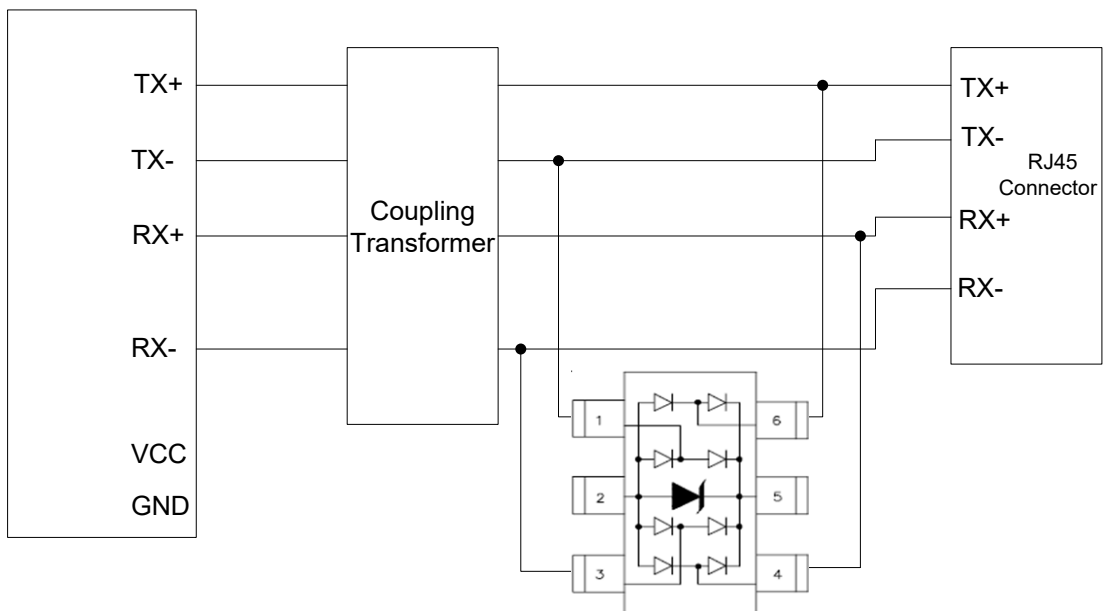 TX+
TX-
RX+
RX-
VCC
GND
Coupling
Transformer
TX+
TX-
RJ45
Connector
RX+
RX-
1
6
2
5
3
4